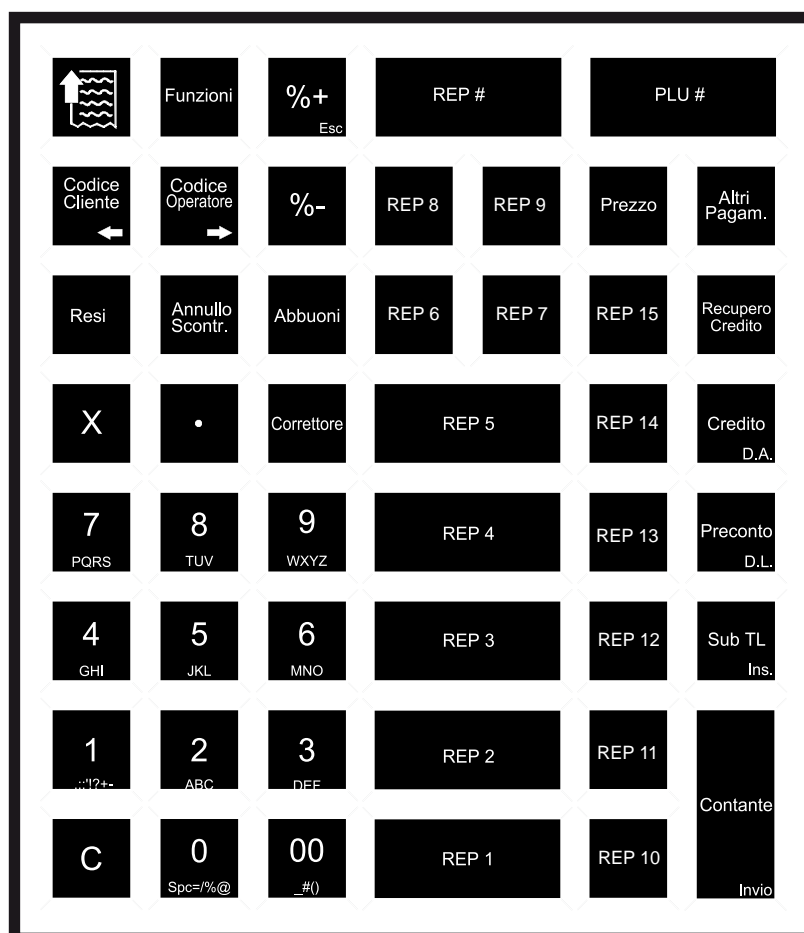 Funzioni
%+
Esc
REP #
PLU #
Codice
Cliente
Codice
Operatore
%-
REP 8
REP 9
Prezzo
Altri
Pagam.
Resi
Annullo
Scontr.
Abbuoni
REP 6
REP 7
REP 15
Recupero
Credito
X
.
Correttore
REP 5
REP 14
Credito
D.A.
7
PQRS
8
TUV
9
WXYZ
REP 4
REP 13
Preconto
D.L.
4
GHI
5
JKL
6
MNO
REP 3
REP 12
Sub TL
Ins.
1
.:;'!?+-
2
ABC
3
DEF
REP 2
REP 11
Contante
Invio
C
0
Spc=/%@
00
_#()
REP 1
REP 10